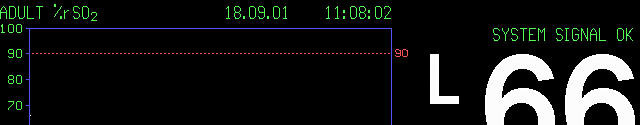 ADULT %rSO₂ 18.09.01 11:08:02
100
SYSTEM SIGNAL OK
90 90
L 66
80
70